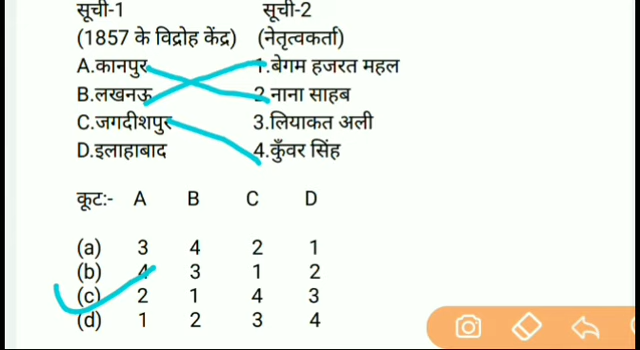 सूची-1 सूची-2
(1857 के विद्रोह केंद्र) (नेतृत्वकर्ता)
A.कानपुर 1.बेगम हजरत महल
B.लखनऊ 2.नाना साहब
C.जगदीशपुर 3.लियाकत अली
D.इलाहाबाद 4.कुँवर सिंह
कूट:- A B C D
(a) 3 4 2 1
(b) 4 3 1 2
(c) 2 1 4 3
(d) 1 2 3 4